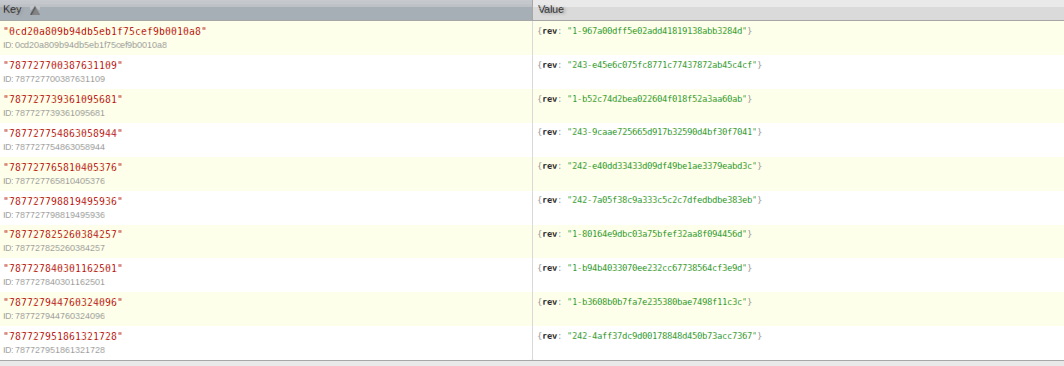 Key Value
"0cd20a809b94db5eb1f75cef9b0010a8" {rev: "1-967a00dff5e02add41819138abb3284d"}
ID: 0cd20a809b94db5eb1f75cef9b0010a8
"787727700387631109" {rev: "243-e45e6c075fc8771c77437872ab45c4cf"}
ID: 787727700387631109
"787727739361095681" {rev: "1-b52c74d2bea022604f018f52a3aa60ab"}
ID: 787727739361095681
"787727754863058944" {rev: "243-9caae725665d917b32590d4bf30f7041"}
ID: 787727754863058944
"787727765810405376" {rev: "242-e40dd33433d09df49be1ae3379eabd3c"}
ID: 787727765810405376
"787727798819495936" {rev: "242-7a05f38c9a333c5c2c7dfedbdbe383eb"}
ID: 787727798819495936
"787727825260384257" {rev: "1-80164e9dbc03a75bfef32aa8f094456d"}
ID: 787727825260384257
"787727840301162501" {rev: "1-b94b4033070ee232cc67738564cf3e9d"}
ID: 787727840301162501
"787727944760324096" {rev: "1-b3608b0b7fa7e235380bae7498f11c3c"}
ID: 787727944760324096
"787727951861321728" {rev: "242-4aff37dc9d00178848d450b73acc7367"}
ID: 787727951861321728